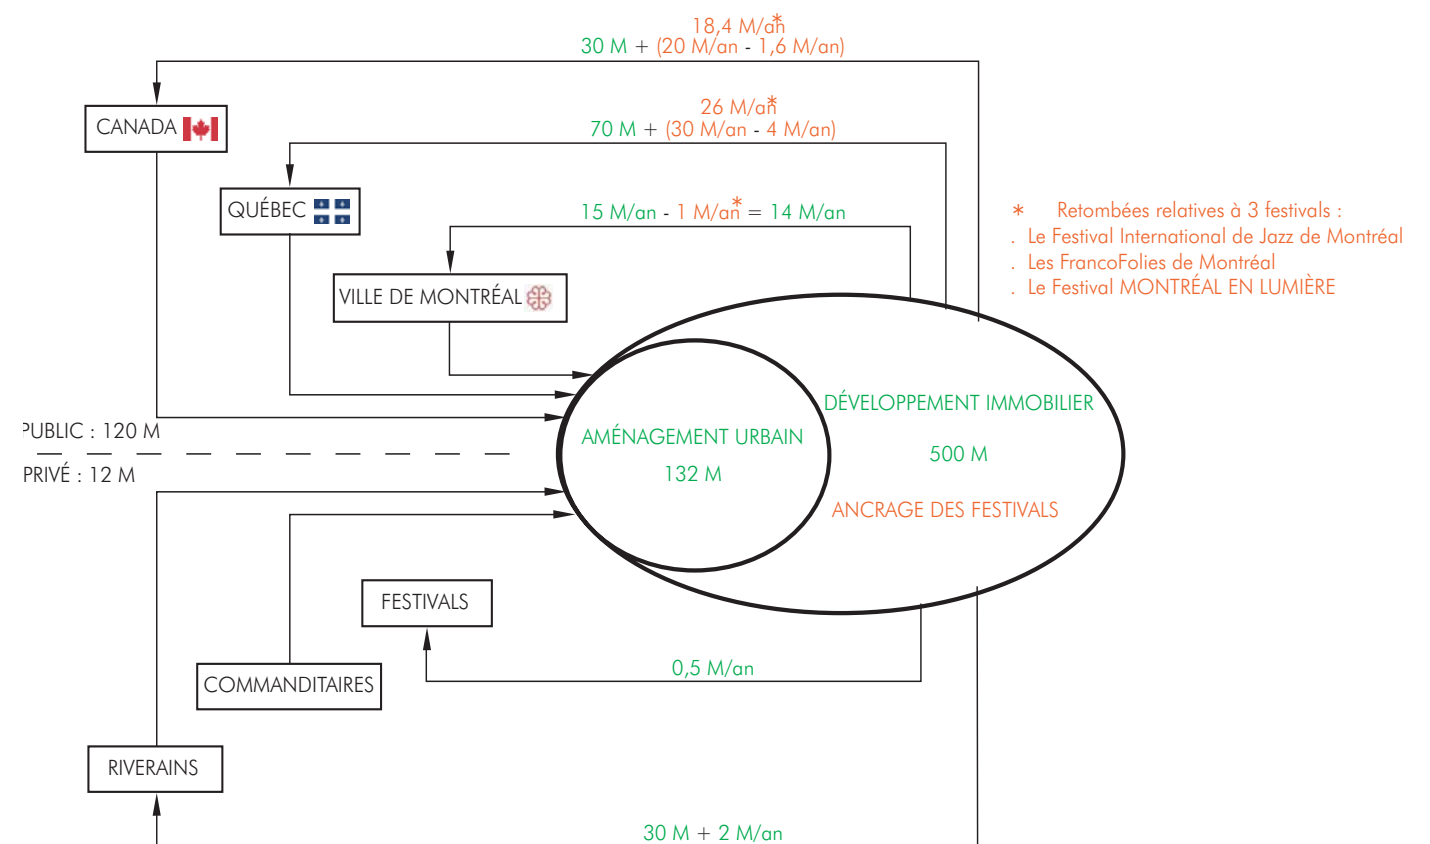 18,4 M/an*
30 M + (20 M/an - 1,6 M/an)
CANADA
26 M/an*
70 M + (30 M/an - 4 M/an)
QUÉBEC
15 M/an - 1 M/an* = 14 M/an
VILLE DE MONTRÉAL
* Retombées relatives à 3 festivals :
. Le Festival International de Jazz de Montréal
. Les FrancoFolies de Montréal
. Le Festival MONTRÉAL EN LUMIÈRE
PUBLIC : 120 M
PRIVÉ : 12 M
AMÉNAGEMENT URBAIN
132 M
DÉVELOPPEMENT IMMOBILIER
500 M
ANCRAGE DES FESTIVALS
FESTIVALS
0,5 M/an
COMMANDITAIRES
RIVERAINS
30 M + 2 M/an